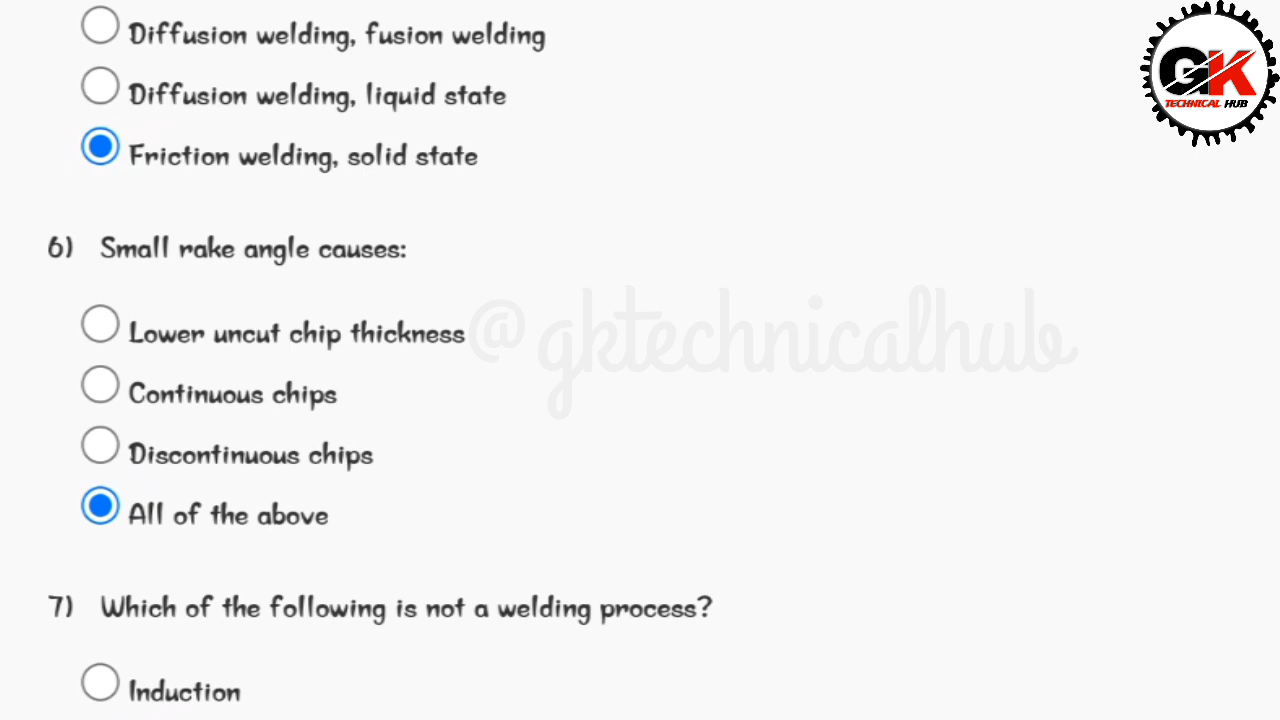 Diffusion welding, fusion welding
Diffusion welding, liquid state
Friction welding, solid state
GK
TECHNICAL HUB
6) Small rake angle causes:
Lower uncut chip thickness
@gktechnicalhub
Continuous chips
Discontinuous chips
All of the above
7) Which of the following is not a welding process?
Induction